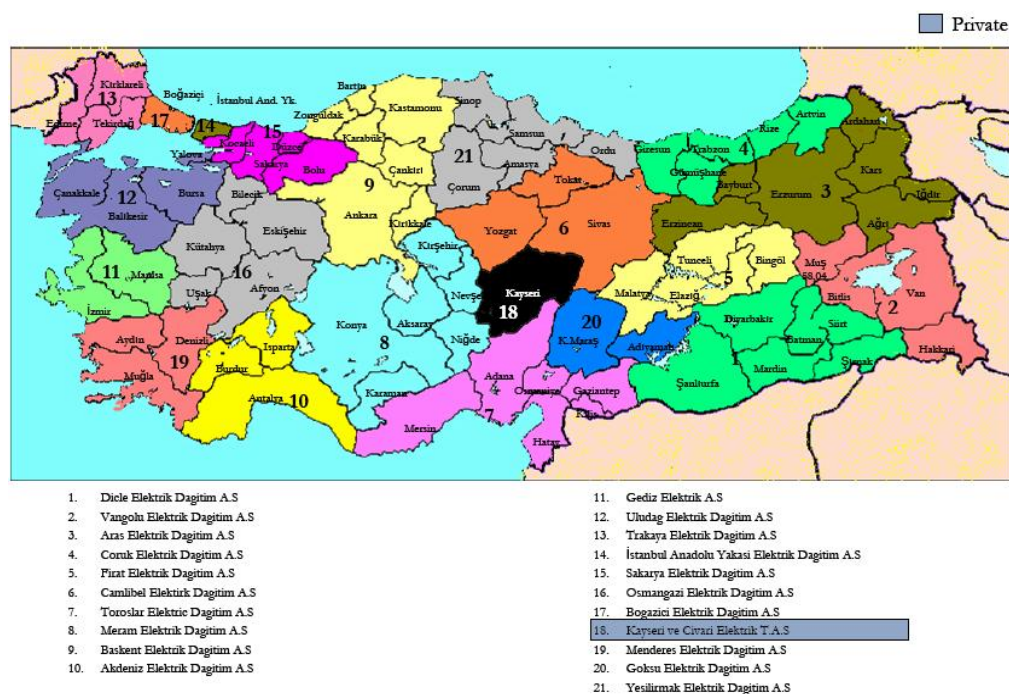 Private
Kırklareli
13
Edirne
Tekirdağ
Boğaziçi
17
İstanbul And. Yk.
14
15
Kocaeli
Düzce
Sakarya
Bolu
Yalova
Bartın
Zonguldak
Kastamonu
Karabük
Çankırı
9
Ankara
Kırıkkale
Sinop
Samsun
Ordu
21
Amasya
Çorum
Tokat
Yozgat
6
Sivas
Giresun
Trabzon
Rize
Artvin
4
Gümüşhane
Ardahan
Kars
Bayburt
Erzurum
3
Iğdir
Erzincan
Ağrı
Çanakkale
12
Bursa
Balıkesir
Bilecik
Eskişehir
Kütahya
16
Uşak
Afyon
11
Manisa
İzmir
Aydın
Denizli
19
Muğla
Isparta
Burdur
Antalya
10
Kırşehir
Nevşe
Konya
Aksaray
8
Niğde
Karaman
Kayseri
18
20
K.Maraş
Adıyaman
Adana
Osmaniye
Gaziantep
7
Kilis
Mersin
Hatay
Tunceli
Bingöl
5
Malatya
Elazığ
Muş
58.04
Bitlis
2
Van
Hakkari
Diyarbakir
Siirt
Batman
Şırnak
Mardin
Şanlıurfa
1. Dicle Elektrik Dagitim A.S
2. Vangolu Elektrik Dagitim A.S
3. Aras Elektrik Dagitim A.S
4. Coruk Elektrik Dagitim A.S
5. Firat Elektrik Dagitim A.S
6. Camlibel Elektirk Dagitim A.S
7. Toroslar Elektric Dagitim A.S
8. Meram Elektrik Dagitim A.S
9. Baskent Elektrik Dagitim A.S
10. Akdeniz Elektrik Dagitim A.S
11. Gediz Elektrik A.S
12. Uludag Elektrik Dagitim A.S
13. Trakaya Elektrik Dagitim A.S
14. İstanbul Anadolu Yakasi Elektrik Dagitim A.S
15. Sakarya Elektrik Dagitim A.S
16. Osmangazi Elektrik Dagitim A.S
17. Bogazici Elektrik Dagitim A.S
18. Kayseri ve Civari Elektrik T.A.S
19. Menderes Elektrik Dagitim A.S
20. Goksu Elektrik Dagitim A.S
21. Yesilirmak Elektrik Dagitim A.S